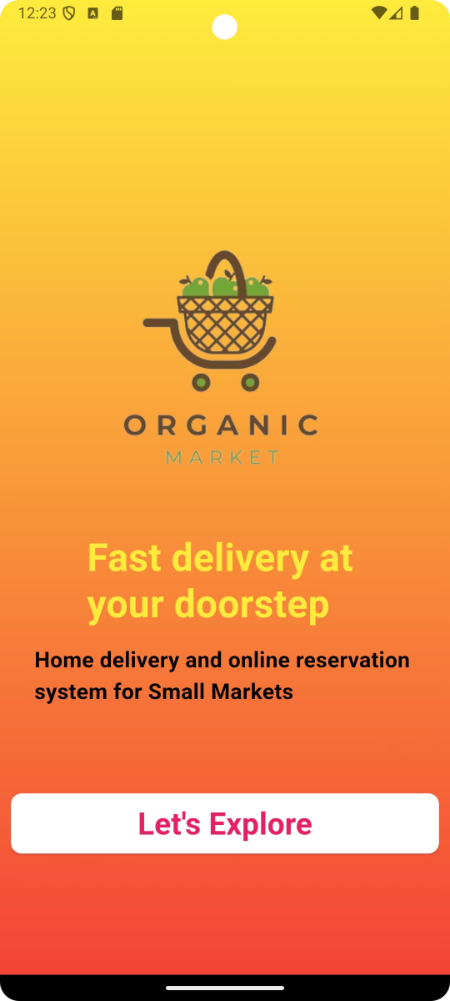 12:23
ORGANIC
MARKET
Fast delivery at
your doorstep
Home delivery and online reservation
system for Small Markets
Let's Explore